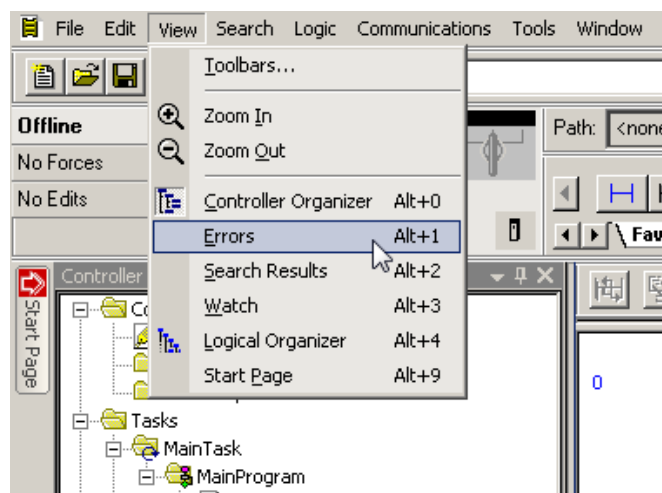 File Edit View Search Logic Communications Tools Window
Toolbars...
Offline
Zoom In
Path: <none
Zoom Out
No Forces
No Edits
Controller Organizer Alt+0
Errors Alt+1
Fav
Controller
Search Results Alt+2
Watch Alt+3
Start Page
Logical Organizer Alt+4
Start Page Alt+9
0
Tasks
MainTask
MainProgram